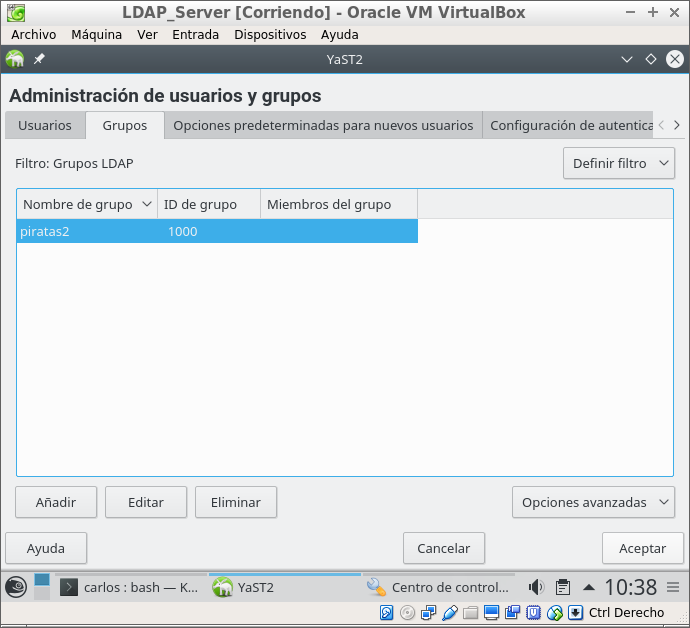 LDAP_Server [Corriendo] - Oracle VM VirtualBox
Archivo Máquina Ver Entrada Dispositivos Ayuda
YaST2
Administración de usuarios y grupos
Usuarios Grupos Opciones predeterminadas para nuevos usuarios Configuración de autentica
Filtro: Grupos LDAP Definir filtro
Nombre de grupo ID de grupo Miembros del grupo
piratas2 1000
Añadir Editar Eliminar Opciones avanzadas
Ayuda Cancelar Aceptar
carlos : bash — K... YaST2 Centro de control... 10:38
Ctrl Derecho